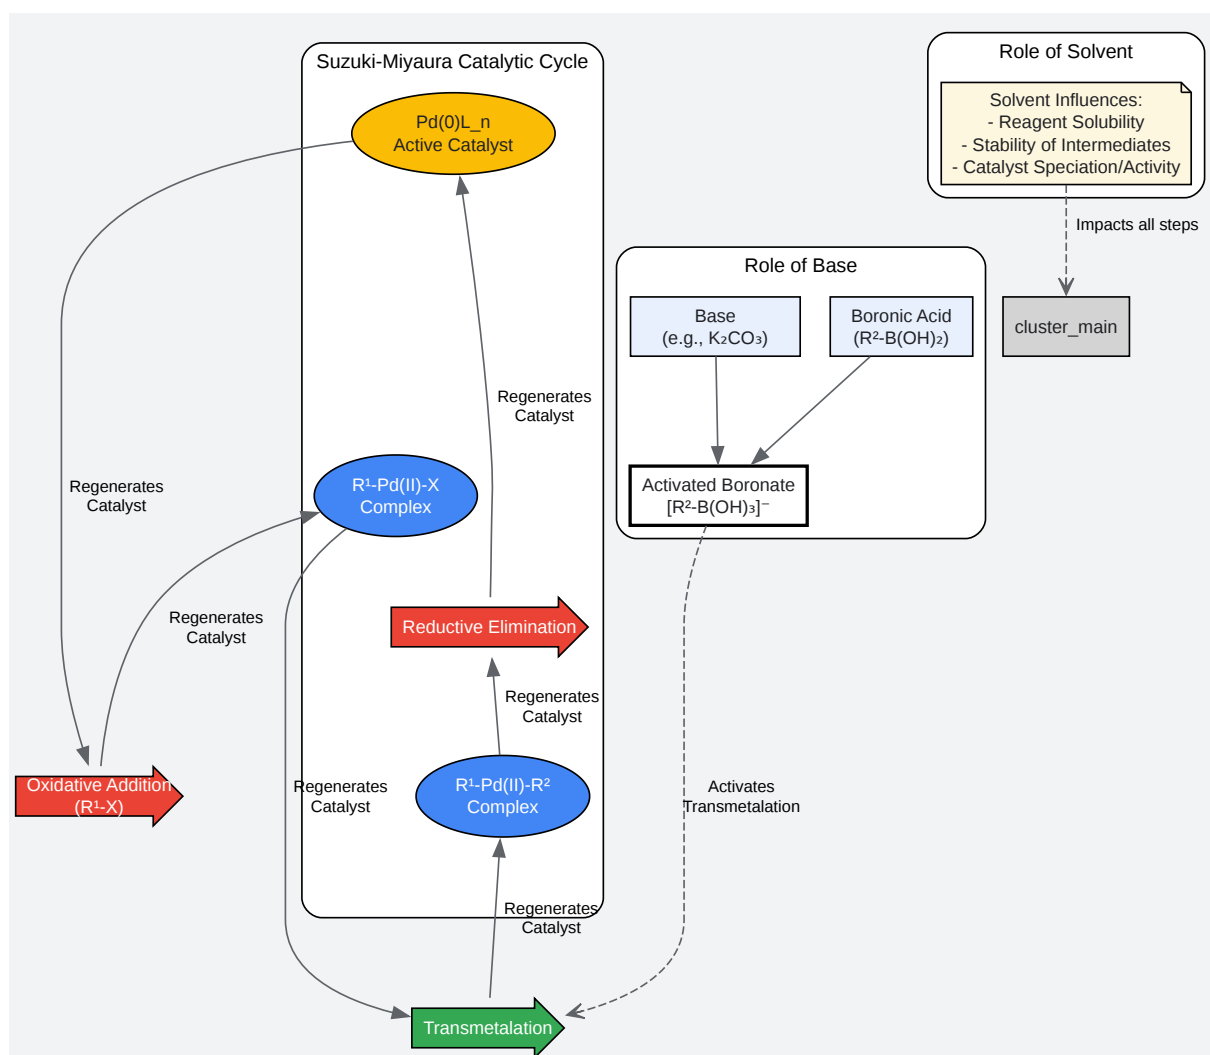 Suzuki-Miyaura Catalytic Cycle
Pd(0)L_n
Active Catalyst
Regenerates
Catalyst
Regenerates
Catalyst
R¹-Pd(II)-X
Complex
Regenerates
Catalyst
Reductive Elimination
Regenerates
Catalyst
Oxidative Addition
(R¹-X)
Regenerates
Catalyst
R¹-Pd(II)-R²
Complex
Regenerates
Catalyst
Transmetalation
Role of Base
Base
(e.g., K₂CO₃)
Boronic Acid
(R²-B(OH)₂)
Activated Boronate
[R²-B(OH)₃]⁻
Activates
Transmetalation
Role of Solvent
Solvent Influences:
- Reagent Solubility
- Stability of Intermediates
- Catalyst Speciation/Activity
Impacts all steps
cluster_main